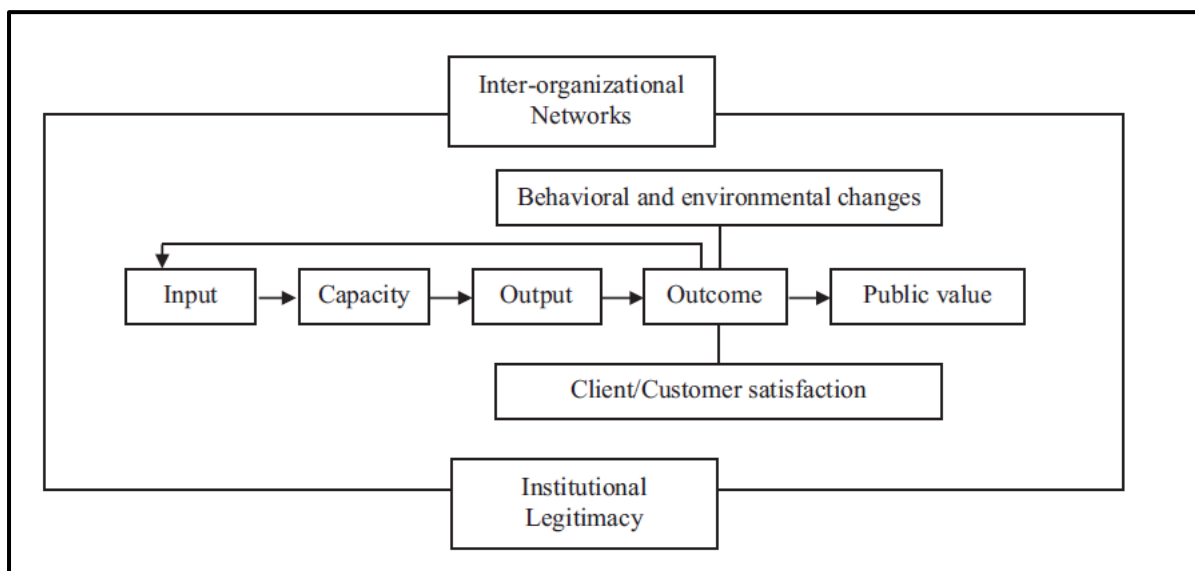 Inter-organizational
Networks
Behavioral and environmental changes
Input
Capacity
Output
Outcome
Public value
Client/Customer satisfaction
Institutional
Legitimacy